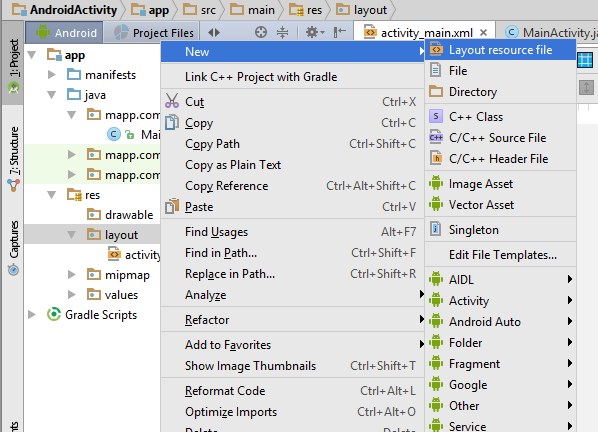 AndroidActivity app src main res layout
Android Project Files activity_main.xml MainActivity.ja
1: Project
7: Structure
Captures
app
manifests
java
mapp.com
Mai
mapp.com
mapp.com
res
drawable
layout
activity
mipmap
values
Gradle Scripts
New
Link C++ Project with Gradle
Cut Ctrl+X
Copy Ctrl+C
Copy Path Ctrl+Shift+C
Copy as Plain Text
Copy Reference Ctrl+Alt+Shift+C
Paste Ctrl+V
Find Usages Alt+F7
Find in Path... Ctrl+Shift+F
Replace in Path... Ctrl+Shift+R
Analyze
Refactor
Add to Favorites
Show Image Thumbnails Ctrl+Shift+T
Reformat Code Ctrl+Alt+L
Optimize Imports Ctrl+Alt+O
Layout resource file
File
Directory
C++ Class
C/C++ Source File
C/C++ Header File
Image Asset
Vector Asset
Singleton
Edit File Templates...
AIDL
Activity
Android Auto
Folder
Fragment
Google
Other
Service